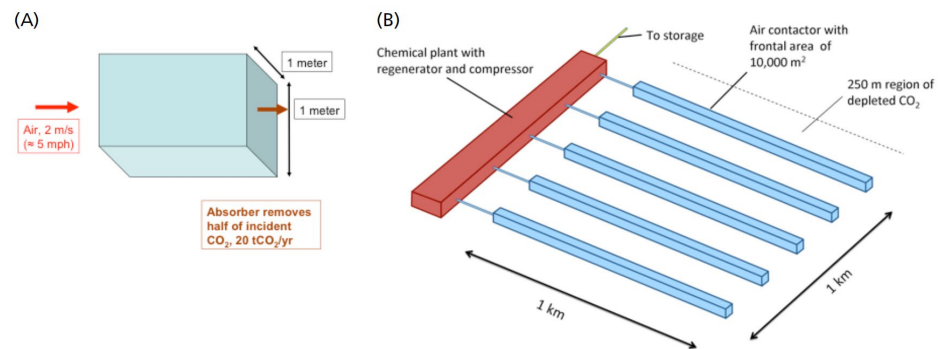 (A)
1 meter
1 meter
Air, 2 m/s
(≈ 5 mph)
Absorber removes
half of incident
CO₂, 20 tCO₂/yr
(B)
To storage
Chemical plant with
regenerator and compressor
Air contactor with
frontal area of
10,000 m²
250 m region of
depleted CO₂
1 km
1 km